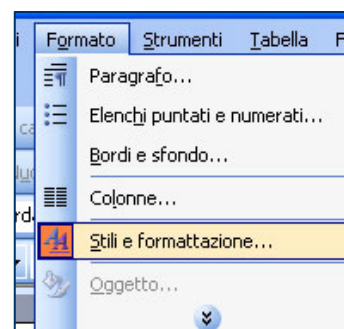 Formato Strumenti Tabella F
Paragrafo...
Elenchi puntati e numerati...
Bordi e sfondo...
Colonne...
Stili e formattazione...
Oggetto...